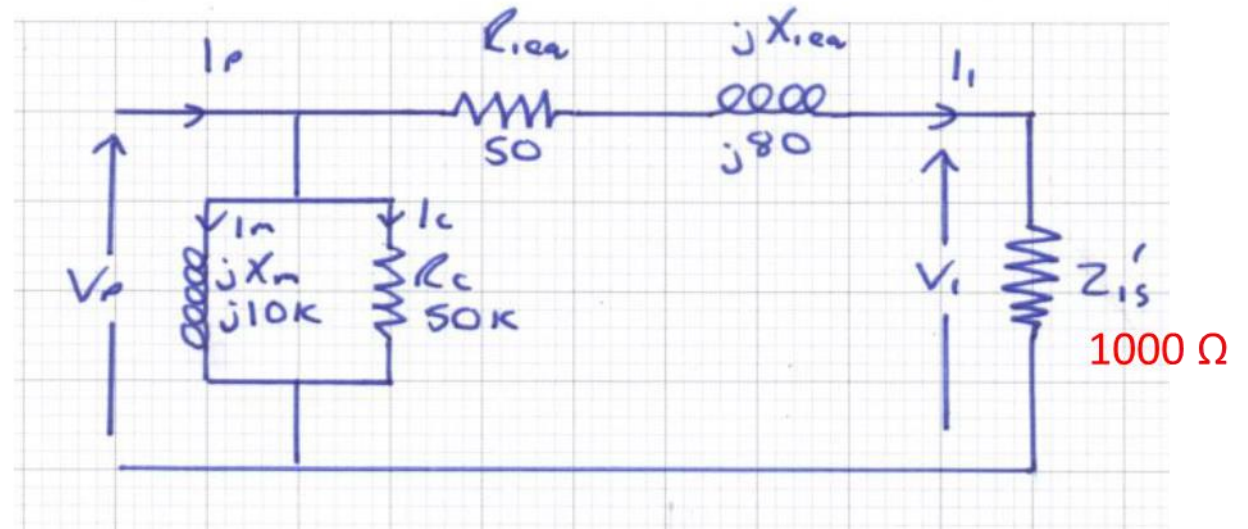 Ip
R1eq
jX1eq
I1
50
j80
Im
Ic
Vp
jXm
j10K
Rc
50K
V1
Z1s'
1000 Ω